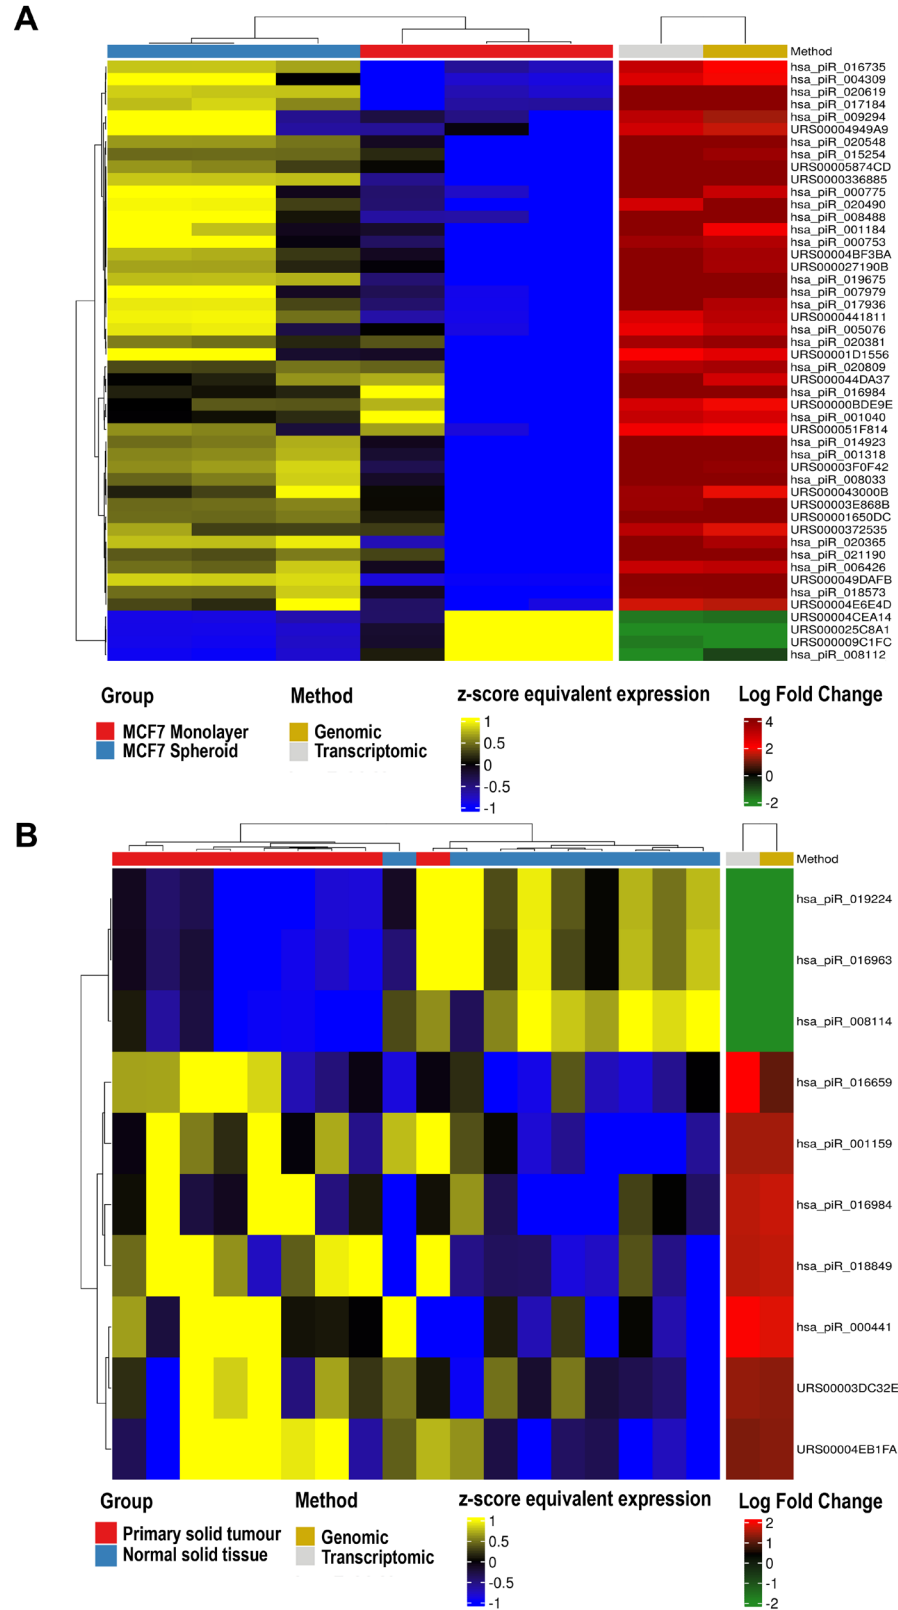 A
Method
hsa_piR_016735
hsa_piR_004309
hsa_piR_020619
hsa_piR_017184
hsa_piR_009294
URS00004949A9
hsa_piR_020548
hsa_piR_015254
URS00005874CD
URS0000336885
hsa_piR_000775
hsa_piR_020490
hsa_piR_008488
hsa_piR_001184
hsa_piR_000753
URS00004BF3BA
URS000027190B
hsa_piR_019675
hsa_piR_007979
hsa_piR_017936
URS0000441811
hsa_piR_005076
hsa_piR_020381
URS00001D1556
hsa_piR_020809
URS000044DA37
hsa_piR_016984
URS00000BDE9E
hsa_piR_001040
URS000051F814
hsa_piR_014923
hsa_piR_001318
URS00003F0F42
hsa_piR_008033
URS000043000B
URS00003E868B
URS00001650DC
URS0000372535
hsa_piR_020365
hsa_piR_021190
hsa_piR_006426
URS000049DAFB
hsa_piR_018573
URS00004E6E4D
URS00004CEA14
URS000025C8A1
URS000009C1FC
hsa_piR_008112
Group
MCF7 Monolayer
MCF7 Spheroid
Method
Genomic
Transcriptomic
z-score equivalent expression
1
0.5
0
-0.5
-1
Log Fold Change
4
2
0
-2
B
Method
hsa_piR_019224
hsa_piR_016963
hsa_piR_008114
hsa_piR_016659
hsa_piR_001159
hsa_piR_016984
hsa_piR_018849
hsa_piR_000441
URS00003DC32E
URS00004EB1FA
Group
Primary solid tumour
Normal solid tissue
Method
Genomic
Transcriptomic
z-score equivalent expression
1
0.5
0
-0.5
-1
Log Fold Change
2
1
0
-1
-2